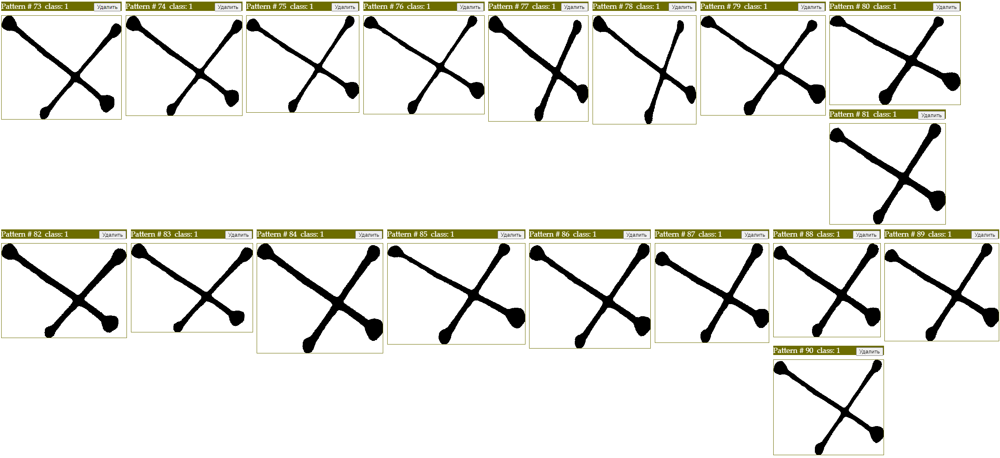 Pattern # 73 class: 1 Удалить
Pattern # 74 class: 1 Удалить
Pattern # 75 class: 1 Удалить
Pattern # 76 class: 1 Удалить
Pattern # 77 class: 1 Удалить
Pattern # 78 class: 1 Удалить
Pattern # 79 class: 1 Удалить
Pattern # 80 class: 1 Удалить
Pattern # 81 class: 1 Удалить
Pattern # 82 class: 1 Удалить
Pattern # 83 class: 1 Удалить
Pattern # 84 class: 1 Удалить
Pattern # 85 class: 1 Удалить
Pattern # 86 class: 1 Удалить
Pattern # 87 class: 1 Удалить
Pattern # 88 class: 1 Удалить
Pattern # 89 class: 1 Удалить
Pattern # 90 class: 1 Удалить